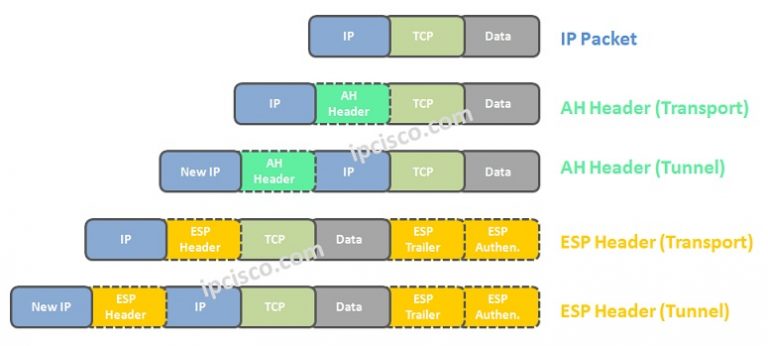 IP TCP Data IP Packet
IP AH Header TCP Data AH Header (Transport)
New IP AH Header IP TCP Data AH Header (Tunnel)
IP ESP Header TCP Data ESP Trailer ESP Authen. ESP Header (Transport)
New IP ESP Header IP TCP Data ESP Trailer ESP Authen. ESP Header (Tunnel)
ipcisco.com
ipcisco.com